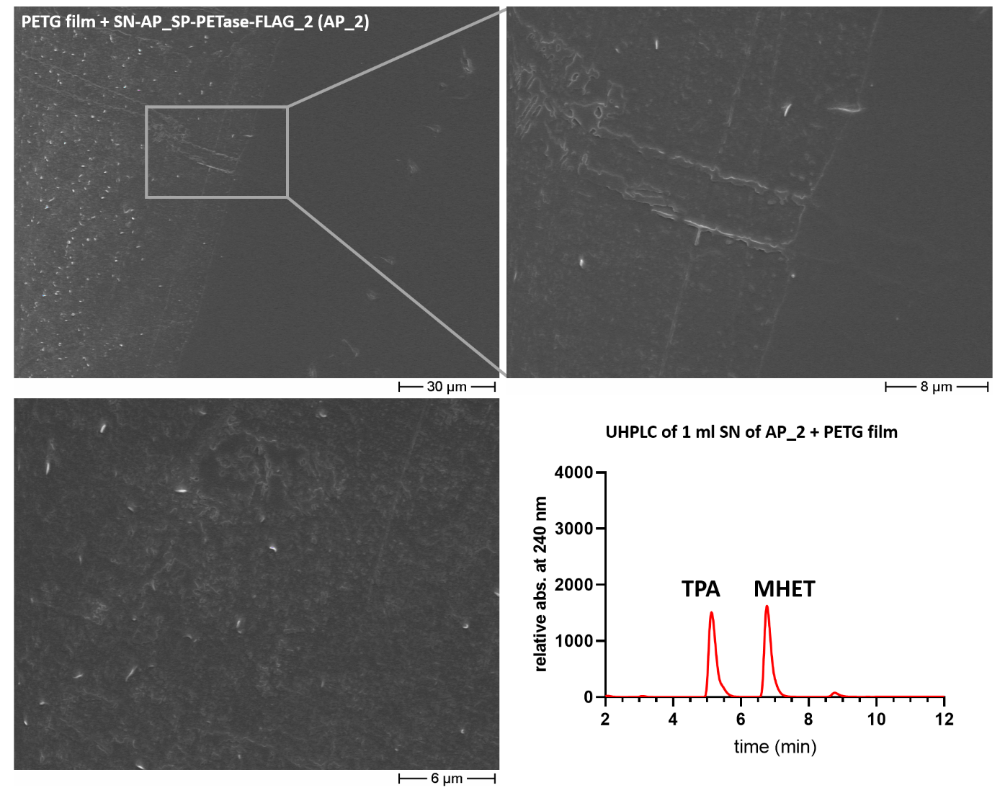 PETG film + SN-AP_SP-PETase-FLAG_2 (AP_2)
30 µm
8 µm
6 µm
UHPLC of 1 ml SN of AP_2 + PETG film
relative abs. at 240 nm
4000
3000
2000
1000
0
TPA
MHET
2 4 6 8 10 12
time (min)